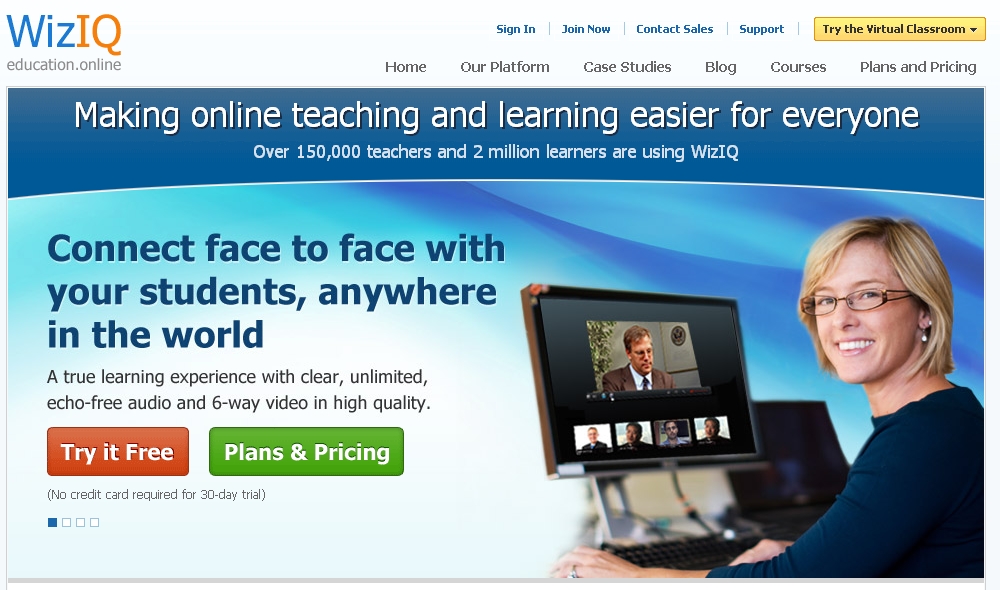 WizIQ
education.online
Sign In
Join Now
Contact Sales
Support
Try the Virtual Classroom
Home
Our Platform
Case Studies
Blog
Courses
Plans and Pricing
Making online teaching and learning easier for everyone
Over 150,000 teachers and 2 million learners are using WizIQ
Connect face to face with
your students, anywhere
in the world
A true learning experience with clear, unlimited,
echo-free audio and 6-way video in high quality.
Try it Free
Plans & Pricing
(No credit card required for 30-day trial)